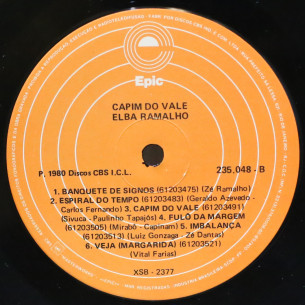 Epic
CAPIM DO VALE
ELBA RAMALHO
P. 1980 Discos CBS I.C.L.
235.048 - B
1. BANQUETE DE SIGNOS (61203475) (Zé Ramalho)
2. ESPIRAL DO TEMPO (61203483) (Geraldo Azevedo -
Carlos Fernando) 3. CAPIM DO VALE (61203491)
(Sivuca - Paulinho Tapajós) 4. FULÔ DA MARGEM
(61203505) (Mirabô - Capinam) 5. IMBALANÇA
(61203513) (Luiz Gonzaga - Zé Dantas)
6. VEJA (MARGARIDA) (61203521)
(Vital Farias)
XSB - 2377